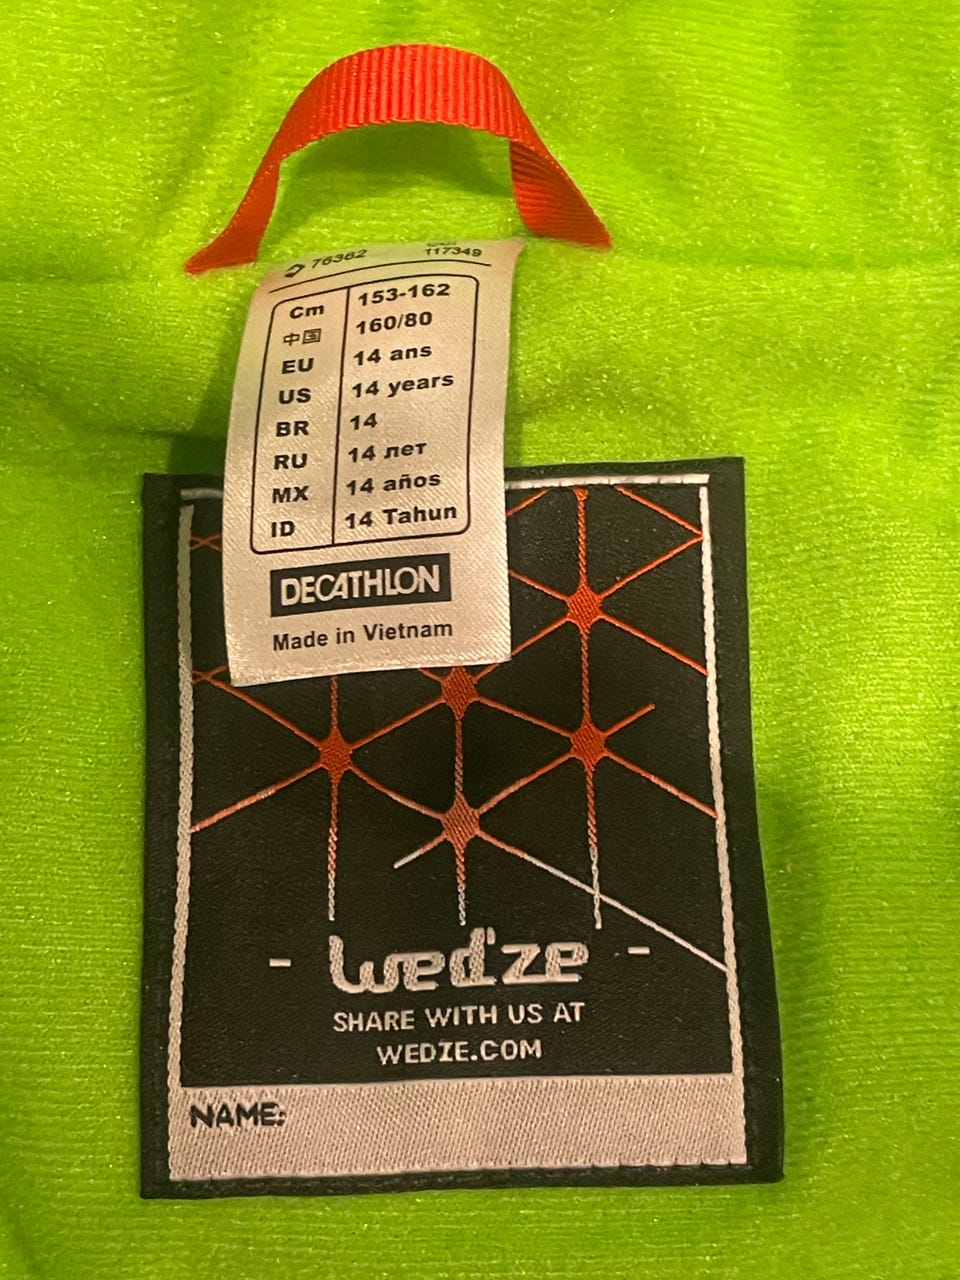 76362
117349
Cm 153-162
中国 160/80
EU 14 ans
US 14 years
BR 14
RU 14 лет
MX 14 años
ID 14 Tahun
DECATHLON
Made in Vietnam
- wed'ze -
SHARE WITH US AT
WEDZE.COM
NAME: